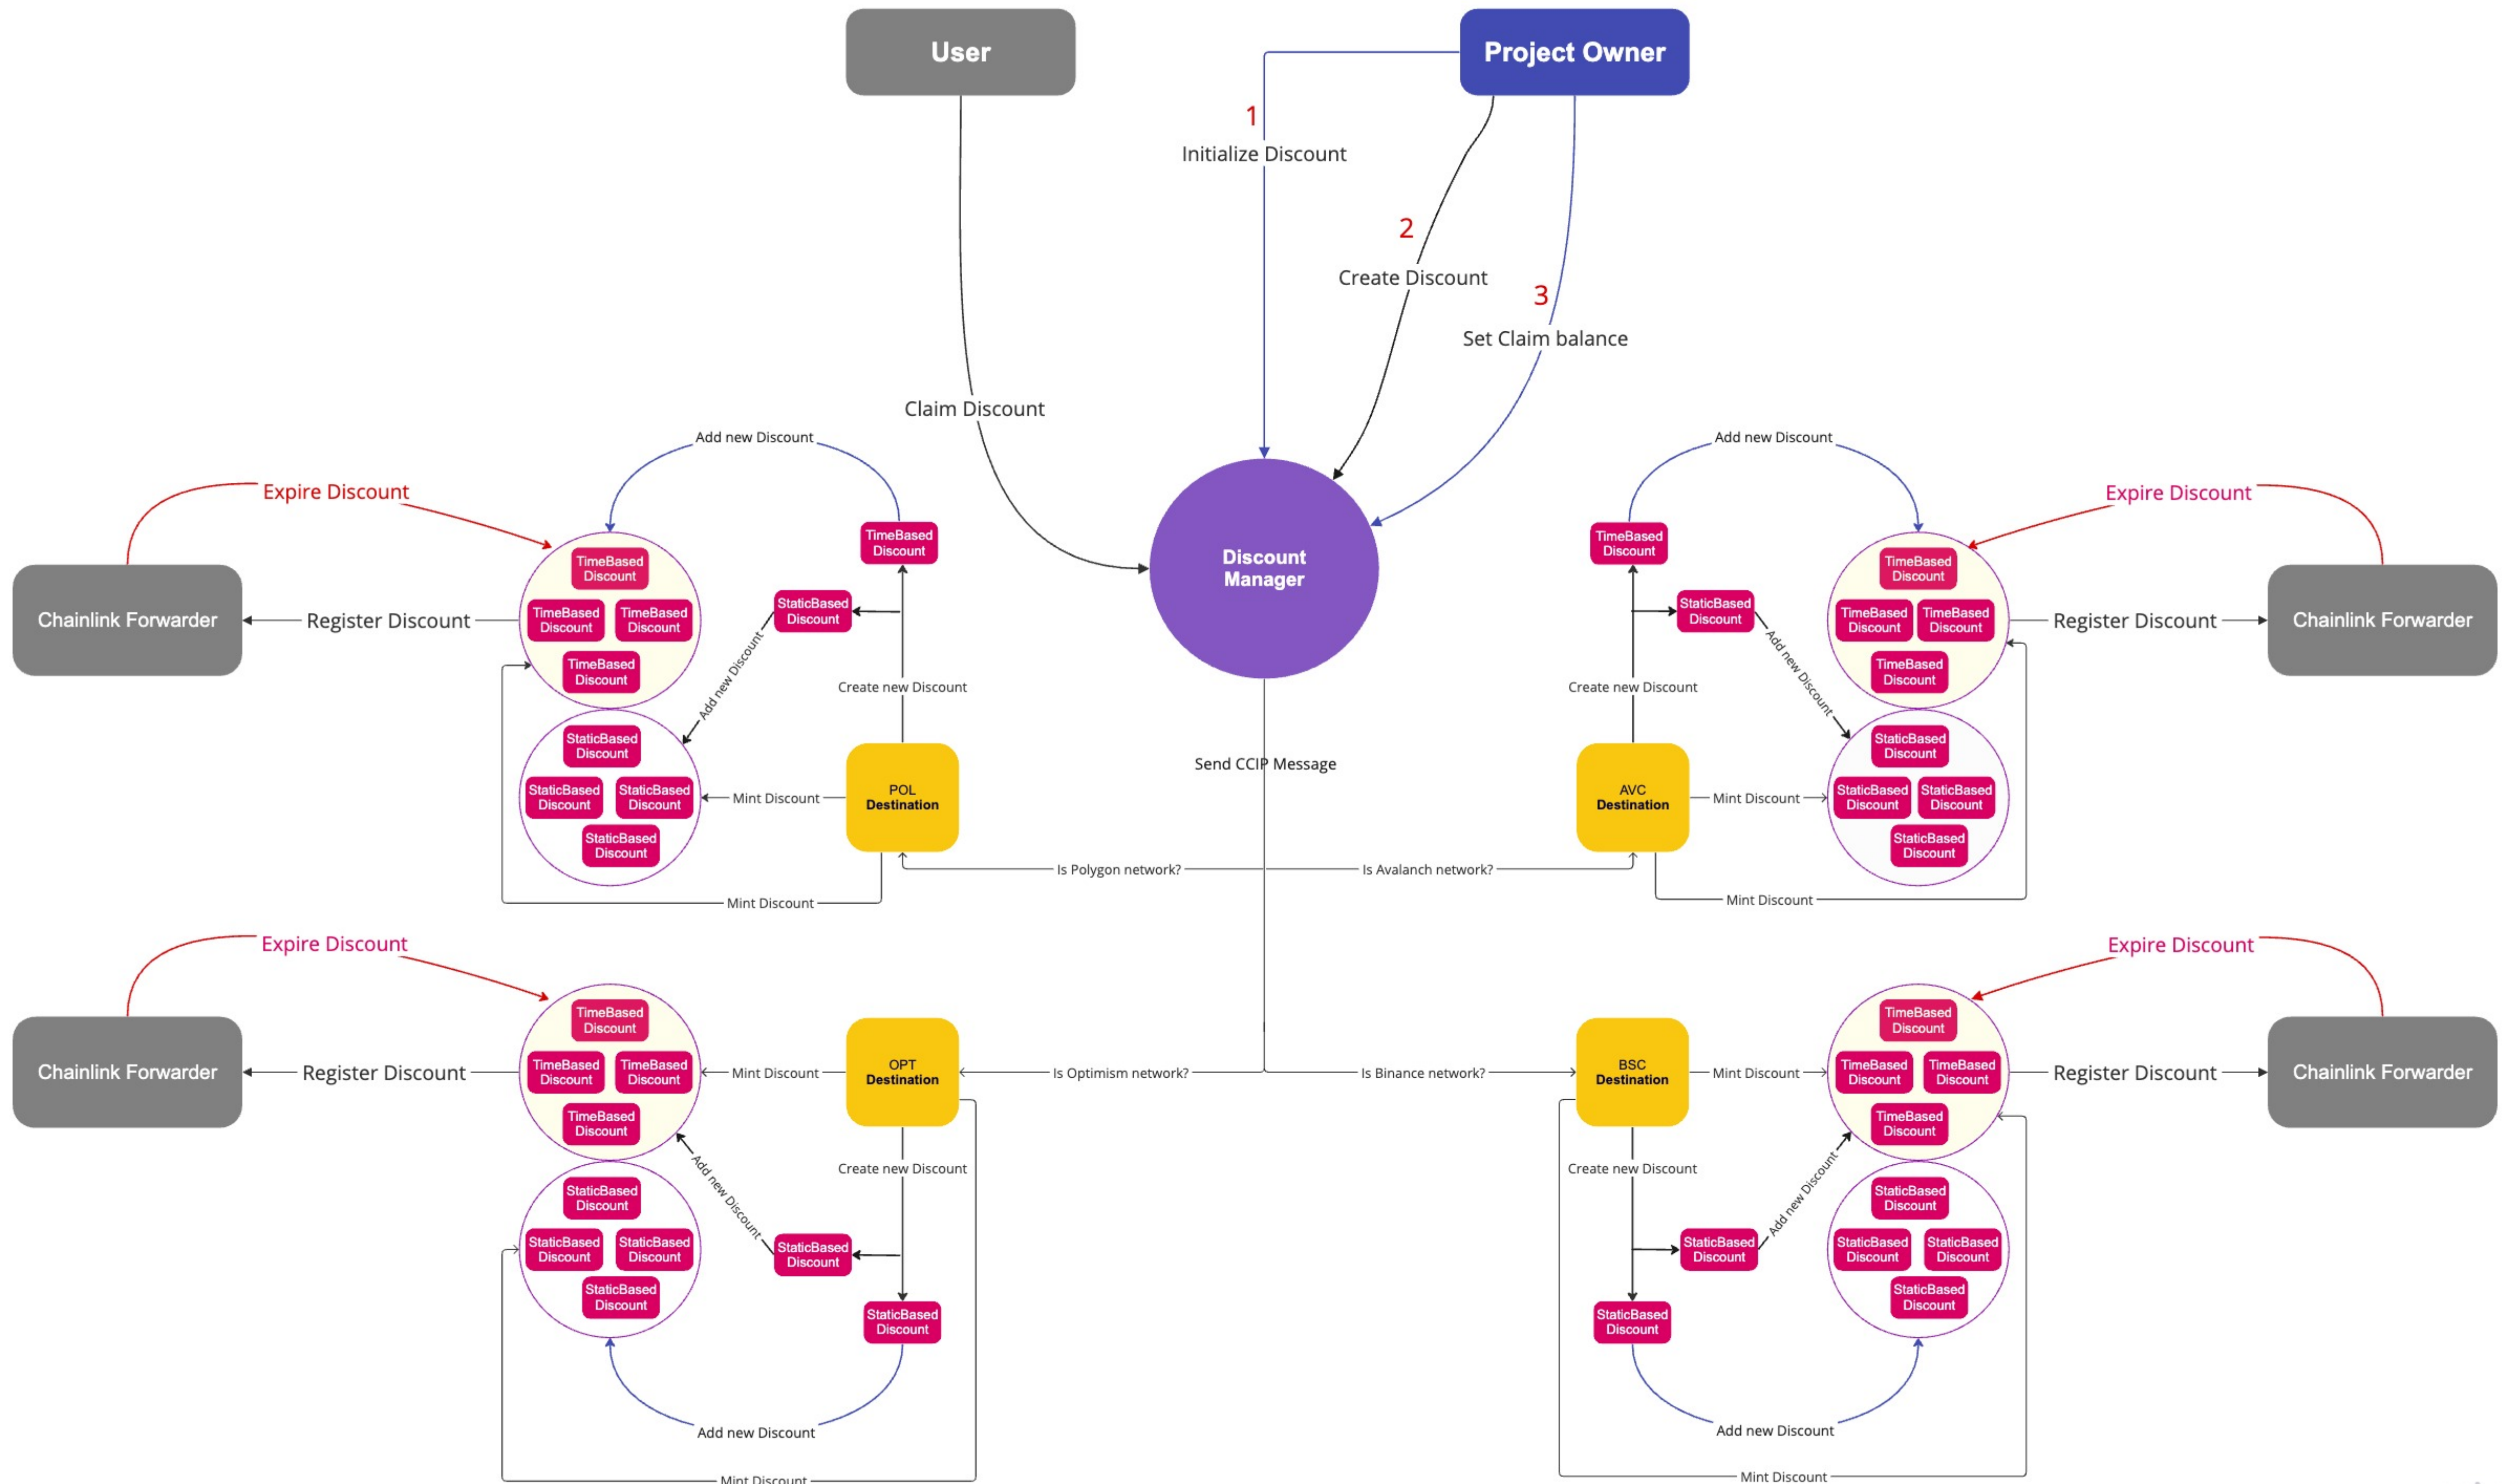 User
Project Owner
1
Initialize Discount
2
Create Discount
3
Set Claim balance
Claim Discount
Discount
Manager
Send CCIP Message
Add new Discount
Expire Discount
TimeBased
Discount
StaticBased
Discount
Add new Discount
Create new Discount
Chainlink Forwarder
Register Discount
TimeBased
Discount
TimeBased
Discount
TimeBased
Discount
TimeBased
Discount
StaticBased
Discount
StaticBased
Discount
StaticBased
Discount
StaticBased
Discount
Mint Discount
POL
Destination
Mint Discount
Is Polygon network?
Add new Discount
Expire Discount
TimeBased
Discount
StaticBased
Discount
Add new Discount
Create new Discount
TimeBased
Discount
TimeBased
Discount
TimeBased
Discount
TimeBased
Discount
Register Discount
Chainlink Forwarder
AVC
Destination
Mint Discount
StaticBased
Discount
StaticBased
Discount
StaticBased
Discount
StaticBased
Discount
Is Avalanch network?
Mint Discount
Expire Discount
Chainlink Forwarder
Register Discount
TimeBased
Discount
TimeBased
Discount
TimeBased
Discount
TimeBased
Discount
Mint Discount
OPT
Destination
Is Optimism network?
Add new Discount
Create new Discount
StaticBased
Discount
StaticBased
Discount
StaticBased
Discount
StaticBased
Discount
StaticBased
Discount
StaticBased
Discount
Add new Discount
Mint Discount
Expire Discount
Is Binance network?
BSC
Destination
Mint Discount
TimeBased
Discount
TimeBased
Discount
TimeBased
Discount
TimeBased
Discount
Register Discount
Chainlink Forwarder
Create new Discount
Add new Discount
StaticBased
Discount
StaticBased
Discount
StaticBased
Discount
StaticBased
Discount
StaticBased
Discount
StaticBased
Discount
Add new Discount
Mint Discount